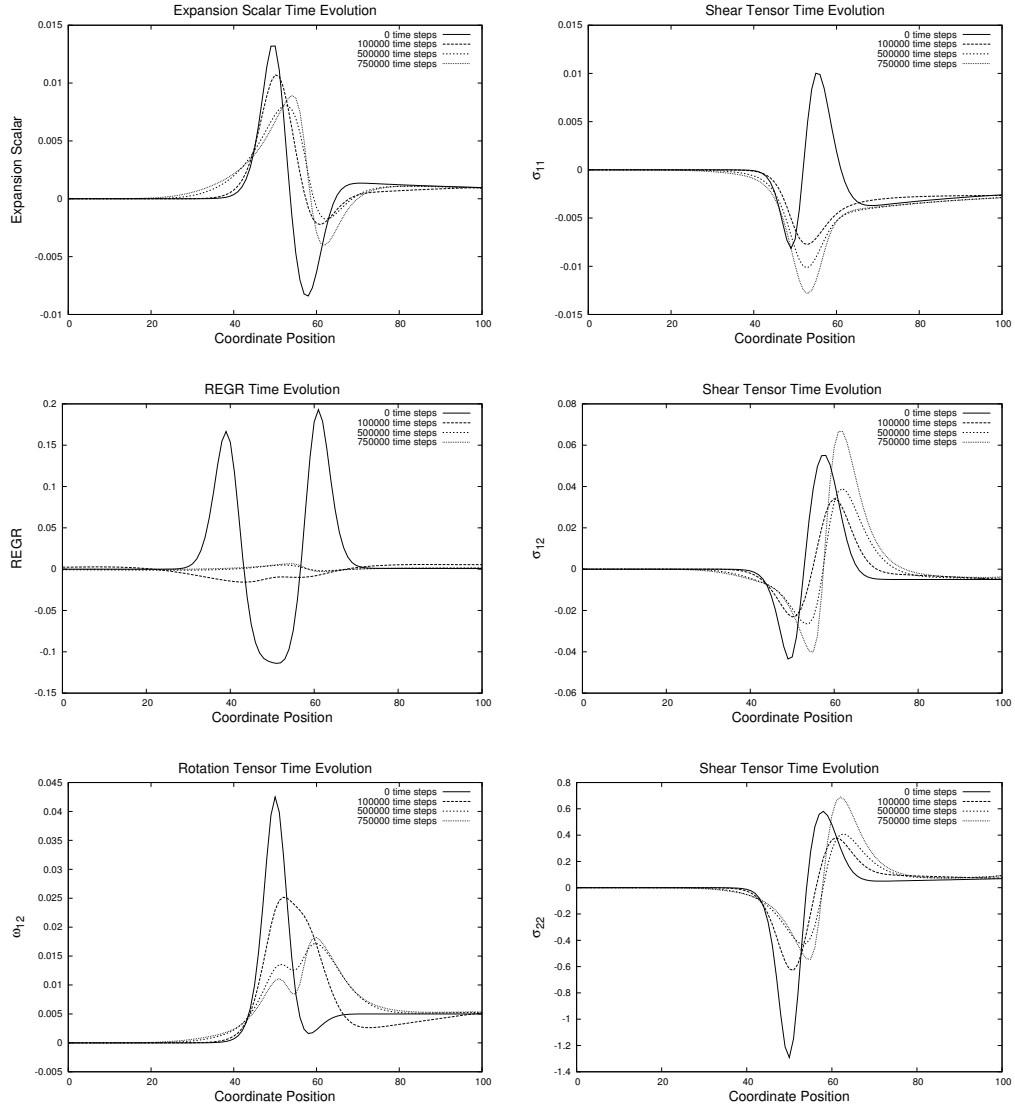 Expansion Scalar Time Evolution
0.015
0.01
0.005
0
-0.005
-0.01
0
20
40
60
80
100
Expansion Scalar
Coordinate Position
0 time steps
100000 time steps
500000 time steps
750000 time steps
Shear Tensor Time Evolution
0.015
0.01
0.005
0
-0.005
-0.01
-0.015
0
20
40
60
80
100
σ11
Coordinate Position
0 time steps
100000 time steps
500000 time steps
750000 time steps
REGR Time Evolution
0.2
0.15
0.1
0.05
0
-0.05
-0.1
-0.15
0
20
40
60
80
100
REGR
Coordinate Position
0 time steps
100000 time steps
500000 time steps
750000 time steps
Shear Tensor Time Evolution
0.08
0.06
0.04
0.02
0
-0.02
-0.04
-0.06
0
20
40
60
80
100
σ12
Coordinate Position
0 time steps
100000 time steps
500000 time steps
750000 time steps
Rotation Tensor Time Evolution
0.045
0.04
0.035
0.03
0.025
0.02
0.015
0.01
0.005
0
-0.005
0
20
40
60
80
100
ω12
Coordinate Position
0 time steps
100000 time steps
500000 time steps
750000 time steps
Shear Tensor Time Evolution
0.8
0.6
0.4
0.2
0
-0.2
-0.4
-0.6
-0.8
-1
-1.2
-1.4
0
20
40
60
80
100
σ22
Coordinate Position
0 time steps
100000 time steps
500000 time steps
750000 time steps